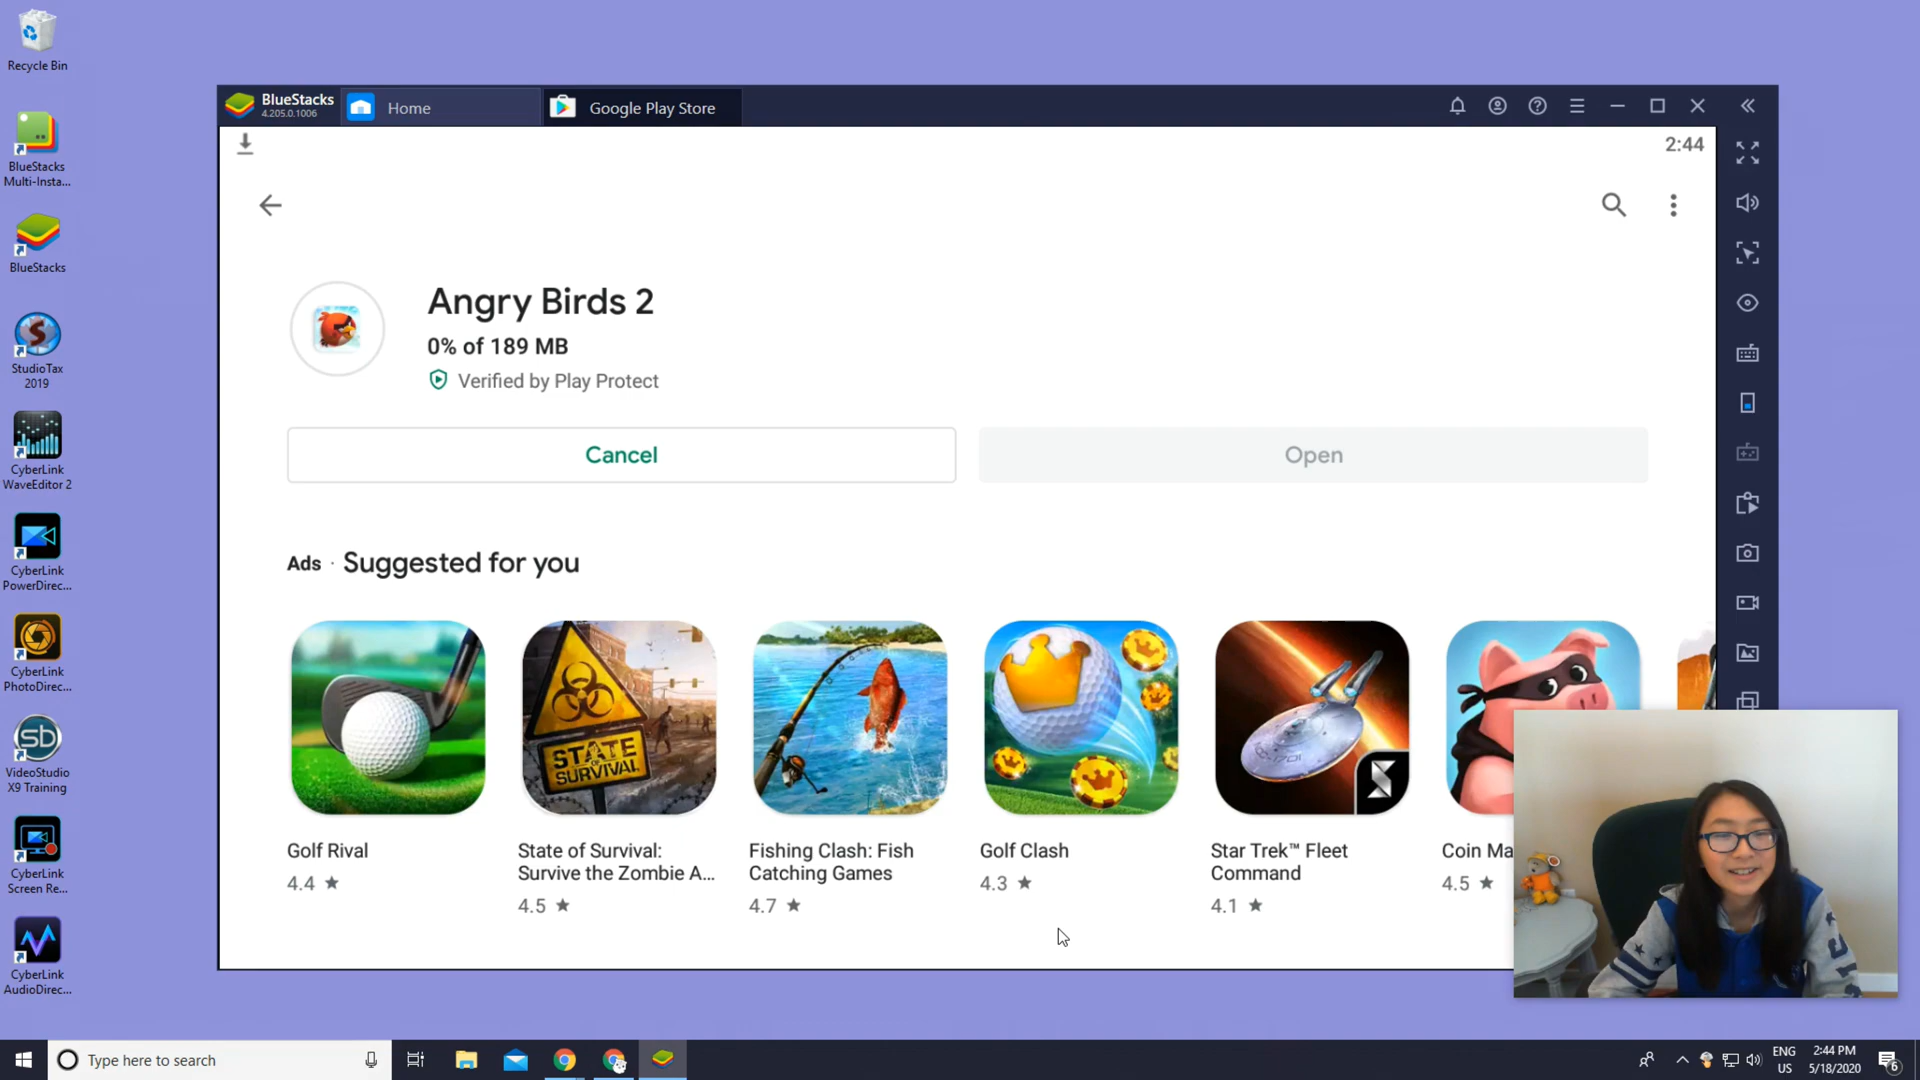 Recycle Bin
BlueStacks
Multi-Insta...
BlueStacks
StudioTax
2019
CyberLink
WaveEditor 2
CyberLink
PowerDirec...
CyberLink
PhotoDirec...
VideoStudio
X9 Training
CyberLink
Screen Re...
CyberLink
AudioDirec...
BlueStacks
4.205.0.1006
Home
Google Play Store
2:44
Angry Birds 2
0% of 189 MB
Verified by Play Protect
Cancel
Open
Ads · Suggested for you
STATE
OF
SURVIVAL
Golf Rival
4.4 ★
State of Survival:
Survive the Zombie A...
4.5 ★
Fishing Clash: Fish
Catching Games
4.7 ★
Golf Clash
4.3 ★
Star Trek™ Fleet
Command
4.1 ★
Coin Ma
4.5 ★
Type here to search
ENG
US
2:44 PM
5/18/2020
6